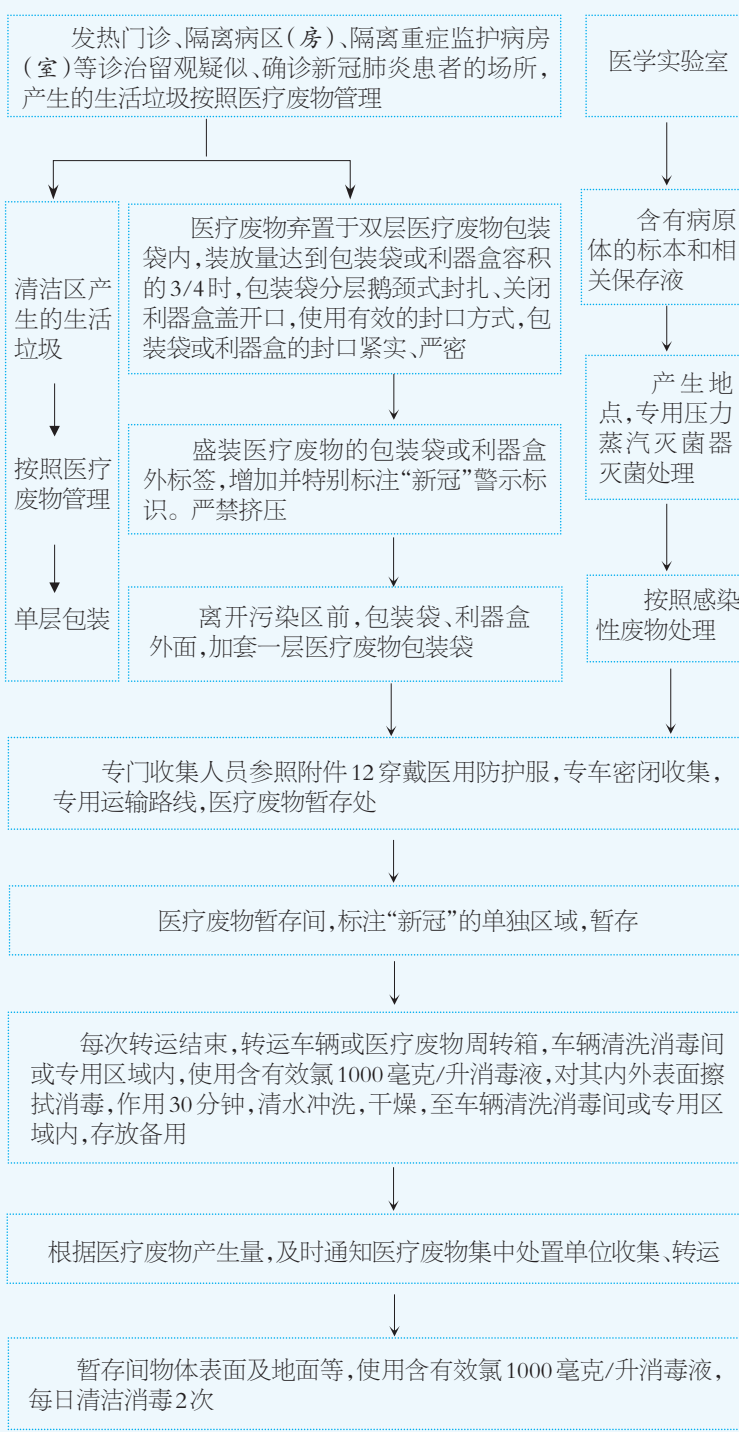 发热门诊、隔离病区(房)、隔离重症监护病房
(室)等诊治留观疑似、确诊新冠肺炎患者的场所,
产生的生活垃圾按照医疗废物管理
医学实验室
清洁区产
生的生活
垃圾
按照医疗
废物管理
单层包装
医疗废物弃置于双层医疗废物包装
袋内,装放量达到包装袋或利器盒容积
的3/4时,包装袋分层鹅颈式封扎、关闭
利器盒盖开口,使用有效的封口方式,包
装袋或利器盒的封口紧实、严密
盛装医疗废物的包装袋或利器盒
外标签,增加并特别标注“新冠”警示标
识。严禁挤压
离开污染区前,包装袋、利器盒
外面,加套一层医疗废物包装袋
含有病原
体的标本和相
关保存液
产生地
点,专用压力
蒸汽灭菌器
灭菌处理
按照感染
性废物处理
专门收集人员参照附件12穿戴医用防护服,专车密闭收集,
专用运输路线,医疗废物暂存处
医疗废物暂存间,标注“新冠”的单独区域,暂存
每次转运结束,转运车辆或医疗废物周转箱,车辆清洗消毒间
或专用区域内,使用含有效氯1000毫克/升消毒液,对其内外表面擦
拭消毒,作用30分钟,清水冲洗,干燥,至车辆清洗消毒间或专用区
域内,存放备用
根据医疗废物产生量,及时通知医疗废物集中处置单位收集、转运
暂存间物体表面及地面等,使用含有效氯1000毫克/升消毒液,
每日清洁消毒2次